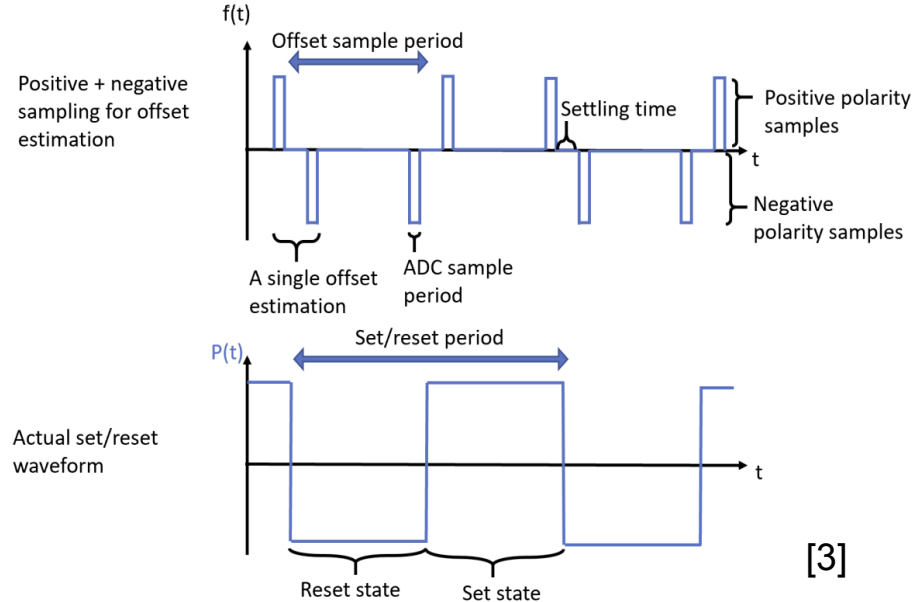 f(t)
Offset sample period
Positive + negative
sampling for offset
estimation
Settling time
Positive polarity
samples
t
Negative
polarity samples
A single offset
estimation
ADC sample
period
Set/reset period
P(t)
Actual set/reset
waveform
t
Reset state
Set state
[3]